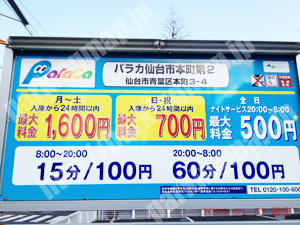 Paraca
パラカ仙台市本町第2
仙台市青葉区本町3-4
月～土
入庫から24時間以内
最大料金 1,600円
日・祝
入庫から24時間以内
最大料金 700円
全日
ナイトサービス20:00～8:00
最大料金 500円
8:00～20:00
15分/100円
20:00～8:00
60分/100円
TEL 0120-100